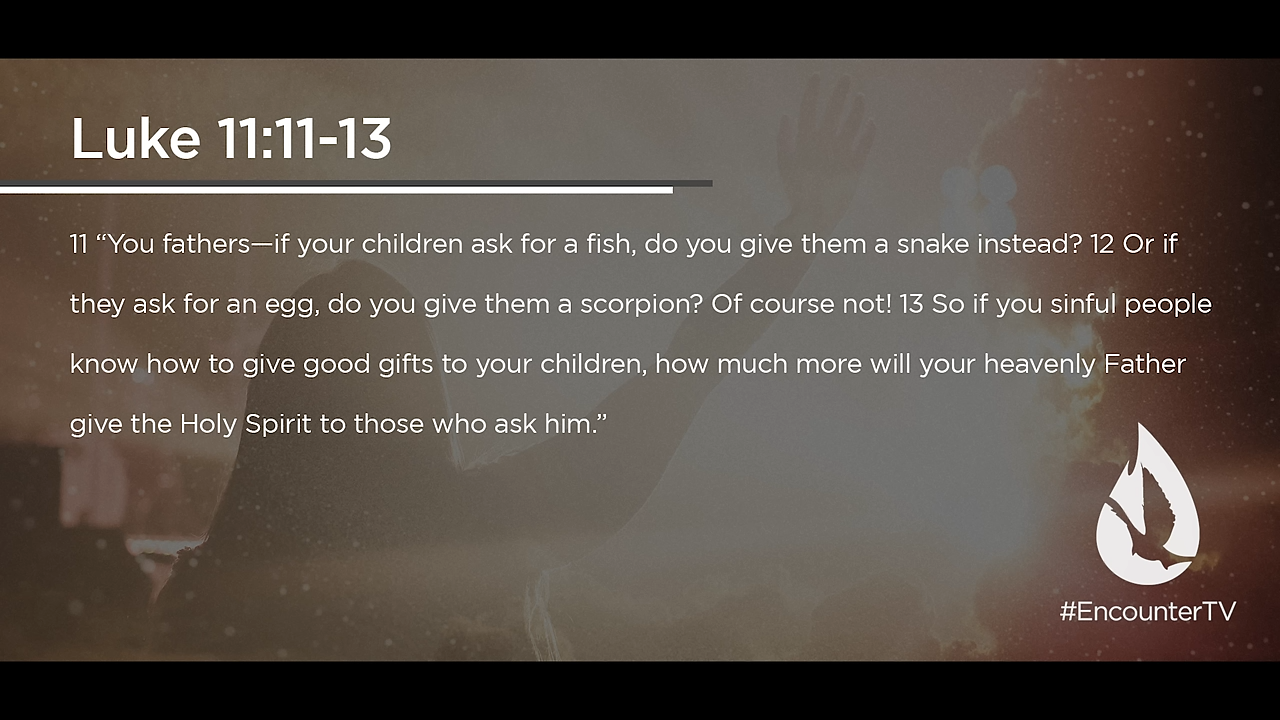 Luke 11:11-13
11 “You fathers—if your children ask for a fish, do you give them a snake instead? 12 Or if
they ask for an egg, do you give them a scorpion? Of course not! 13 So if you sinful people
know how to give good gifts to your children, how much more will your heavenly Father
give the Holy Spirit to those who ask him.”
#EncounterTV